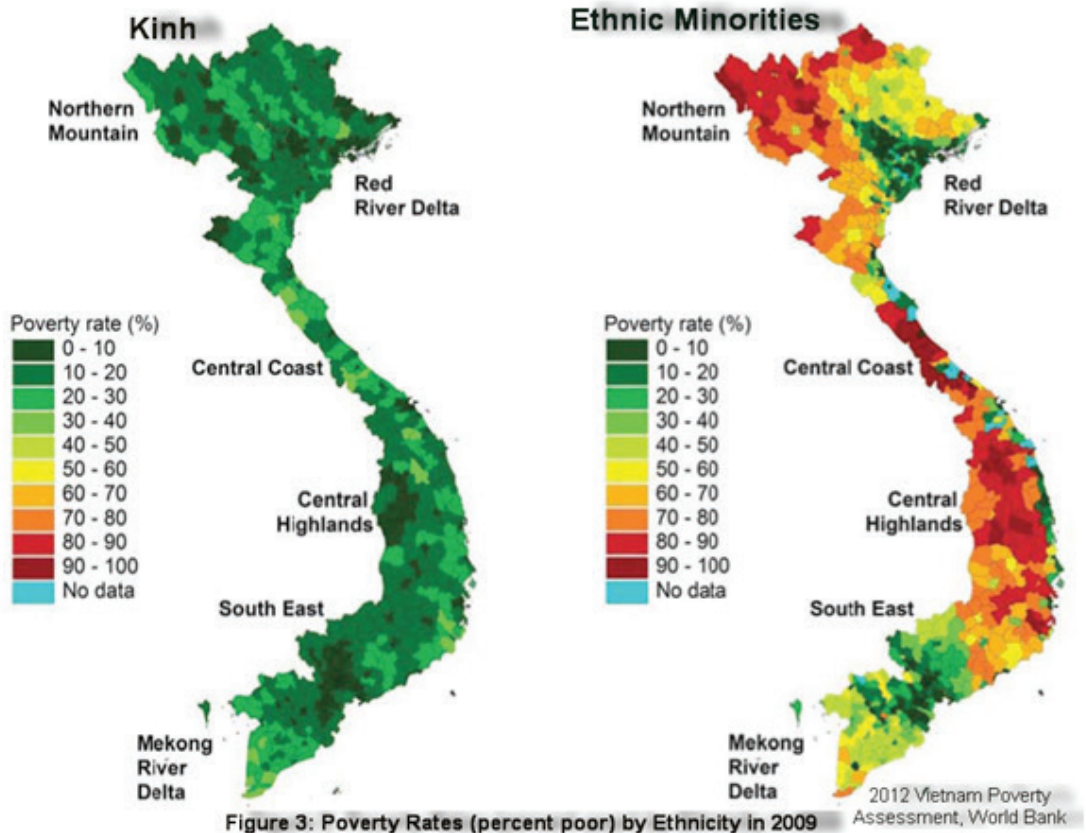 Kinh
Northern
Mountain
Red
River Delta
Poverty rate (%)
0 - 10
10 - 20
20 - 30
30 - 40
40 - 50
50 - 60
60 - 70
70 - 80
80 - 90
90 - 100
No data
Central Coast
Central
Highlands
South East
Mekong
River
Delta
Ethnic Minorities
Northern
Mountain
Red
River Delta
Poverty rate (%)
0 - 10
10 - 20
20 - 30
30 - 40
40 - 50
50 - 60
60 - 70
70 - 80
80 - 90
90 - 100
No data
Central Coast
Central
Highlands
South East
Mekong
River
Delta
2012 Vietnam Poverty
Assessment, World Bank
Figure 3: Poverty Rates (percent poor) by Ethnicity in 2009